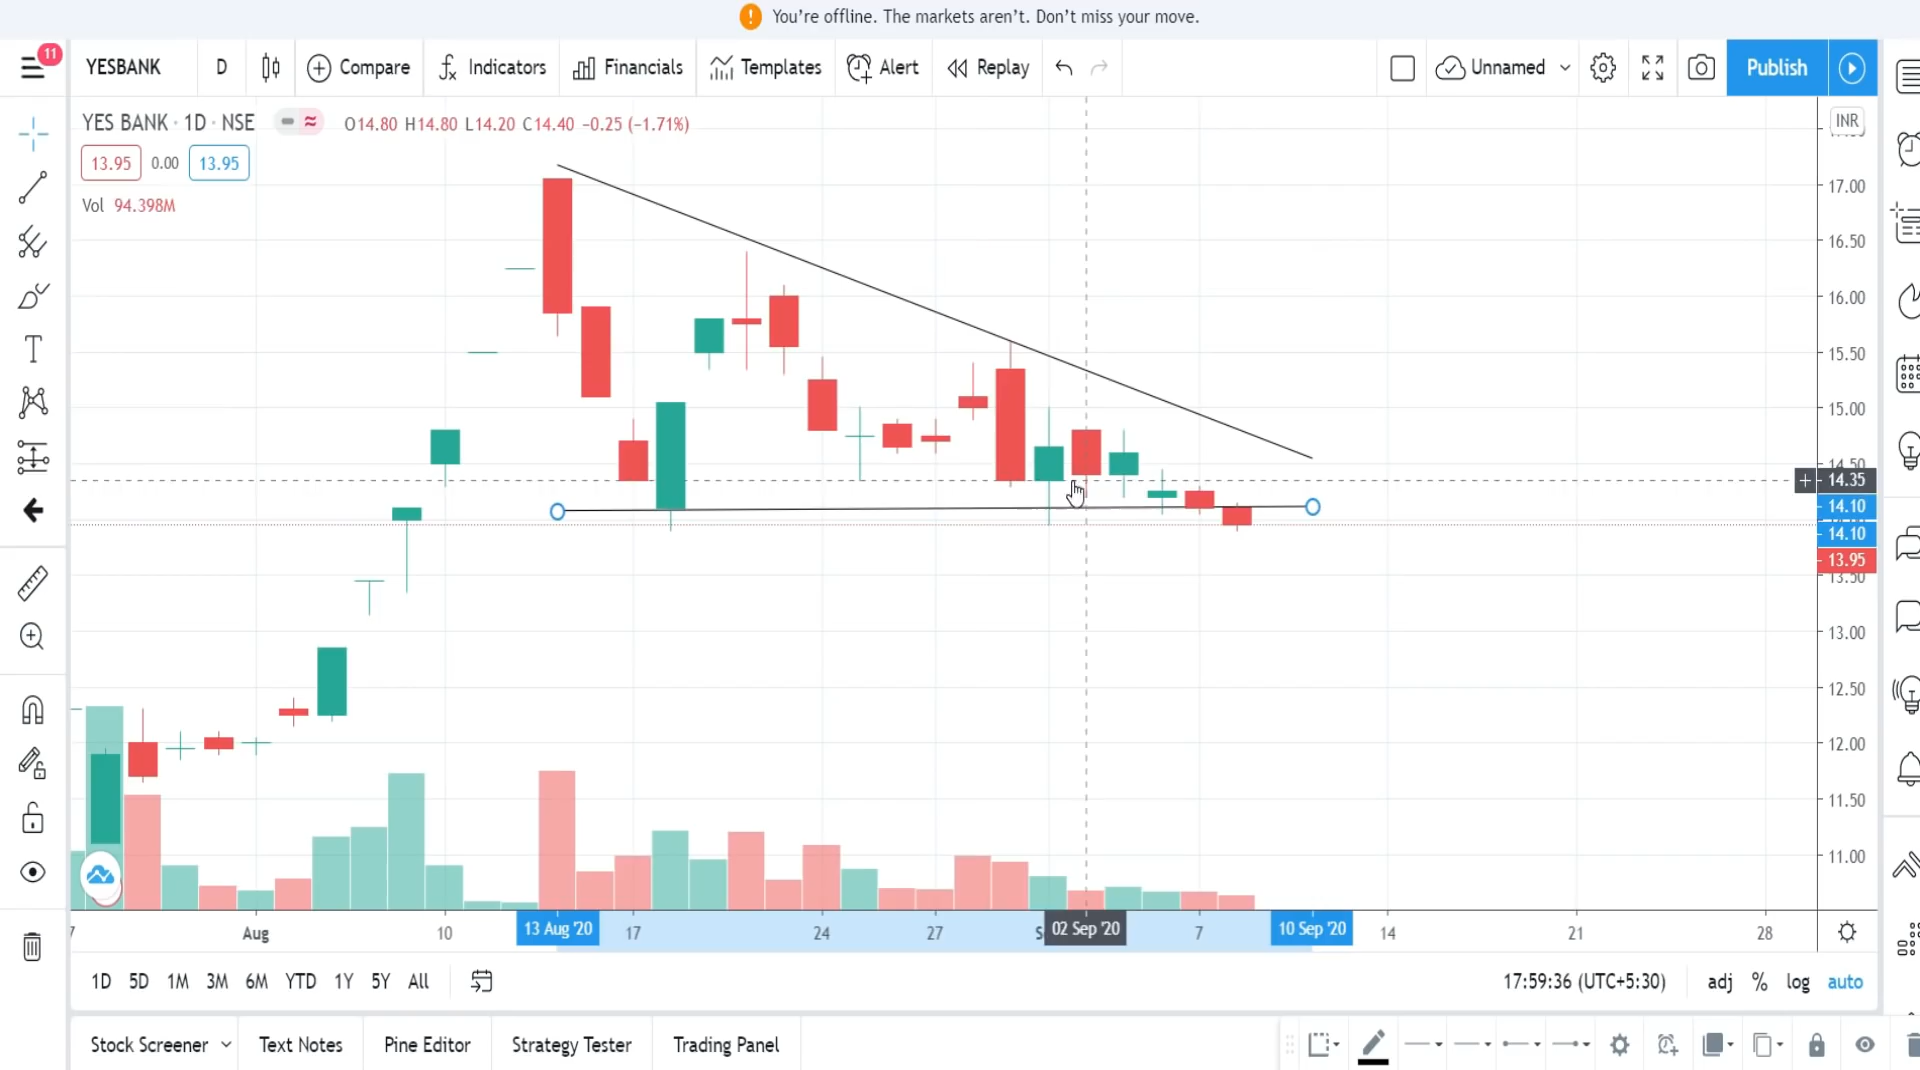 You're offline. The markets aren't. Don't miss your move.
11
YESBANK D Compare Indicators Financials Templates Alert Replay Unnamed Publish
YES BANK · 1D · NSE O14.80 H14.80 L14.20 C14.40 -0.25 (-1.71%)
INR
13.95 0.00 13.95
Vol 94.398M
17.00
16.50
16.00
15.50
15.00
14.50
14.35
14.10
14.10
13.95
13.50
13.00
12.50
12.00
11.50
11.00
7 Aug 10 13 Aug '20 17 24 27 02 Sep '20 7 10 Sep '20 14 21 28
1D 5D 1M 3M 6M YTD 1Y 5Y All 17:59:36 (UTC+5:30) adj % log auto
Stock Screener Text Notes Pine Editor Strategy Tester Trading Panel